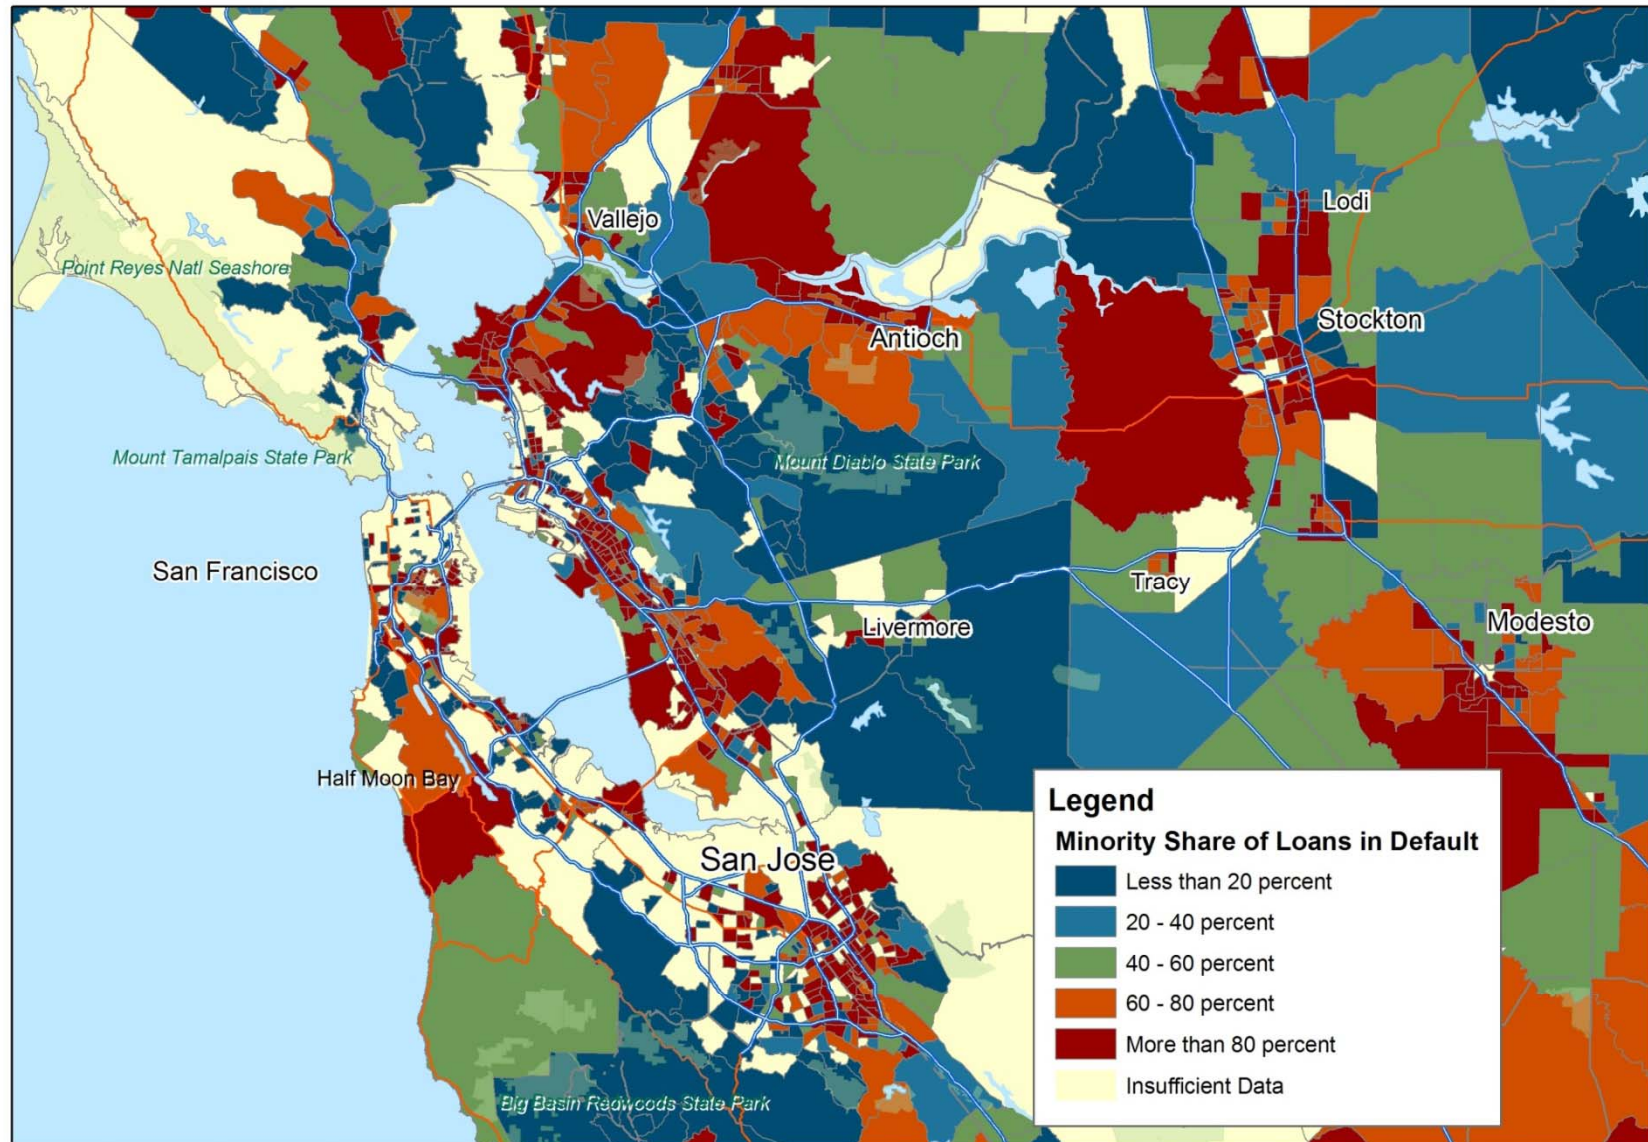 Vallejo
Lodi
Point Reyes Natl Seashore
Stockton
Antioch
Mount Tamalpais State Park
Mount Diablo State Park
San Francisco
Tracy
Livermore
Modesto
Half Moon Bay
San Jose
Big Basin Redwoods State Park
Legend
Minority Share of Loans in Default
Less than 20 percent
20 - 40 percent
40 - 60 percent
60 - 80 percent
More than 80 percent
Insufficient Data